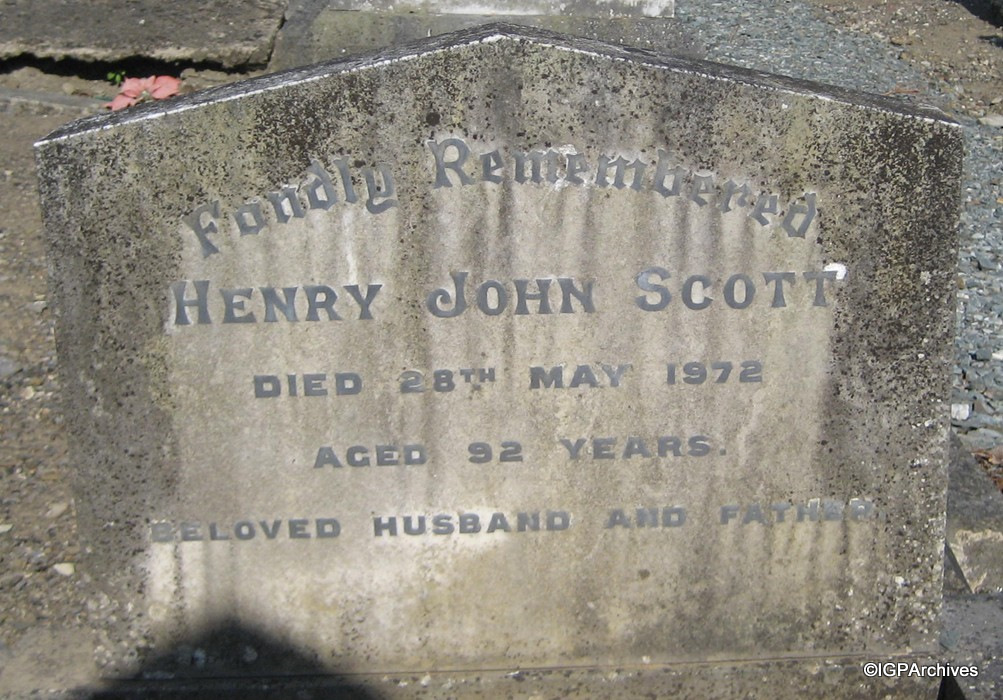 Fondly Remembered
HENRY JOHN SCOTT
DIED 28TH MAY 1972
AGED 92 YEARS.
BELOVED HUSBAND AND FATHER.
©IGPArchives